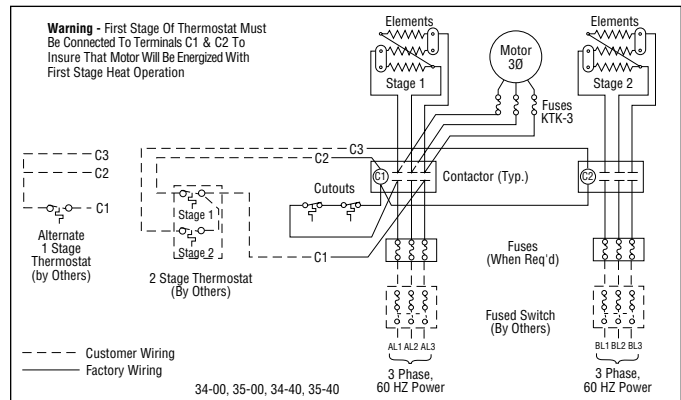 Warning - First Stage Of Thermostat Must
Be Connected To Terminals C1 & C2 To
Insure That Motor Will Be Energized With
First Stage Heat Operation
Elements
Stage 1
Motor
3Ø
Fuses
KTK-3
Elements
Stage 2
C3
C2
C1
Alternate
1 Stage
Thermostat
(by Others)
C3
C2
Stage 1
Stage 2
2 Stage Thermostat
(By Others)
C1
Cutouts
C1
Contactor (Typ.)
C2
Fuses
(When Req'd)
Fused Switch
(By Others)
AL1 AL2 AL3
3 Phase,
60 HZ Power
BL1 BL2 BL3
3 Phase,
60 HZ Power
Customer Wiring
Factory Wiring
34-00, 35-00, 34-40, 35-40